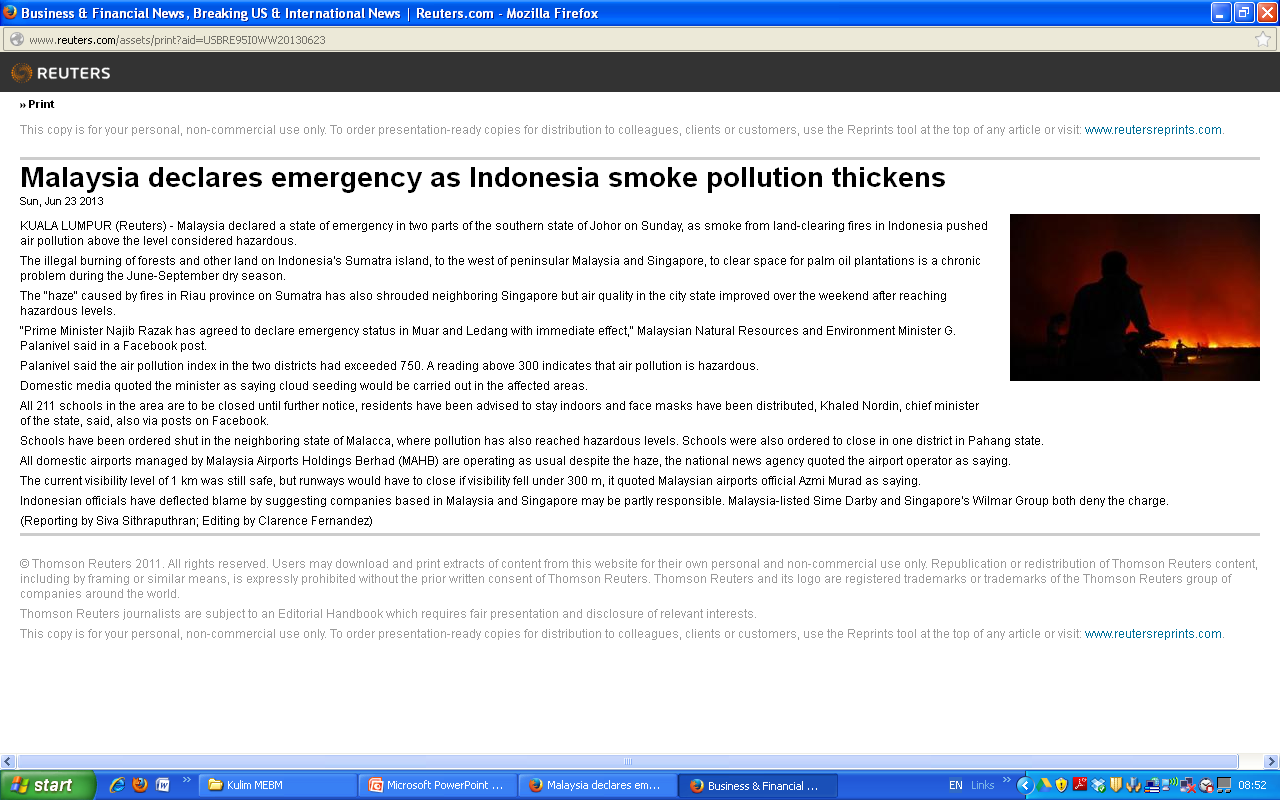 Business & Financial News, Breaking US & International News | Reuters.com - Mozilla Firefox
www.reuters.com/assets/print?aid=USBRE95I0WW20130623
REUTERS
» Print
This copy is for your personal, non-commercial use only. To order presentation-ready copies for distribution to colleagues, clients or customers, use the Reprints tool at the top of any article or visit: www.reutersreprints.com.
Malaysia declares emergency as Indonesia smoke pollution thickens
Sun, Jun 23 2013
KUALA LUMPUR (Reuters) - Malaysia declared a state of emergency in two parts of the southern state of Johor on Sunday, as smoke from land-clearing fires in Indonesia pushed
air pollution above the level considered hazardous.
The illegal burning of forests and other land on Indonesia's Sumatra island, to the west of peninsular Malaysia and Singapore, to clear space for palm oil plantations is a chronic
problem during the June-September dry season.
The "haze" caused by fires in Riau province on Sumatra has also shrouded neighboring Singapore but air quality in the city state improved over the weekend after reaching
hazardous levels.
"Prime Minister Najib Razak has agreed to declare emergency status in Muar and Ledang with immediate effect," Malaysian Natural Resources and Environment Minister G.
Palanivel said in a Facebook post.
Palanivel said the air pollution index in the two districts had exceeded 750. A reading above 300 indicates that air pollution is hazardous.
Domestic media quoted the minister as saying cloud seeding would be carried out in the affected areas.
All 211 schools in the area are to be closed until further notice, residents have been advised to stay indoors and face masks have been distributed, Khaled Nordin, chief minister
of the state, said, also via posts on Facebook.
Schools have been ordered shut in the neighboring state of Malacca, where pollution has also reached hazardous levels. Schools were also ordered to close in one district in Pahang state.
All domestic airports managed by Malaysia Airports Holdings Berhad (MAHB) are operating as usual despite the haze, the national news agency quoted the airport operator as saying.
The current visibility level of 1 km was still safe, but runways would have to close if visibility fell under 300 m, it quoted Malaysian airports official Azmi Murad as saying.
Indonesian officials have deflected blame by suggesting companies based in Malaysia and Singapore may be partly responsible. Malaysia-listed Sime Darby and Singapore's Wilmar Group both deny the charge.
(Reporting by Siva Sithraputhran; Editing by Clarence Fernandez)
© Thomson Reuters 2011. All rights reserved. Users may download and print extracts of content from this website for their own personal and non-commercial use only. Republication or redistribution of Thomson Reuters content,
including by framing or similar means, is expressly prohibited without the prior written consent of Thomson Reuters. Thomson Reuters and its logo are registered trademarks or trademarks of the Thomson Reuters group of
companies around the world.
Thomson Reuters journalists are subject to an Editorial Handbook which requires fair presentation and disclosure of relevant interests.
This copy is for your personal, non-commercial use only. To order presentation-ready copies for distribution to colleagues, clients or customers, use the Reprints tool at the top of any article or visit: www.reutersreprints.com.
start Kulim MEBM Microsoft PowerPoint ... Malaysia declares em... Business & Financial ... EN Links 08:52